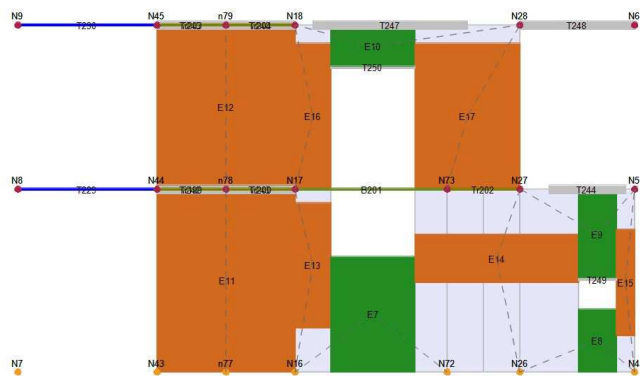 N9 N45 n79 N18 N28 N6
T230 T247 T248
E10
T250
E12 E16 E17
N8 N44 n78 N17 N73 N27 N5
T229 B201 Tr202 T244
E9
E14
E11 E13 E15
T249
E7
E8
N7 N43 n77 N16 N72 N26 N4